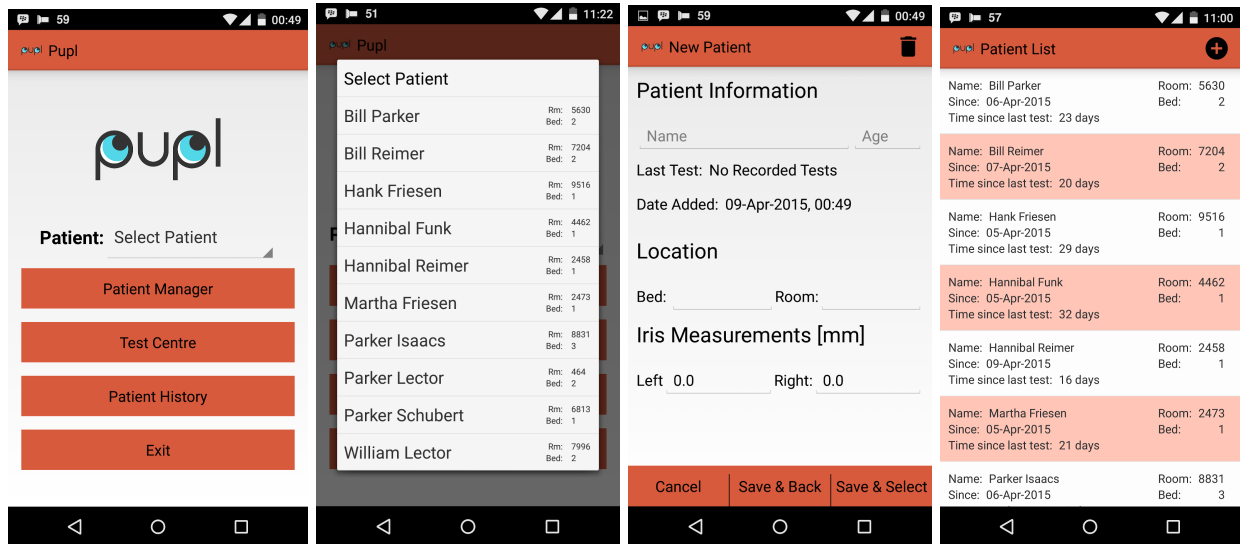 59 00:49
pupl Pupl
pupl
Patient: Select Patient
Patient Manager
Test Centre
Patient History
Exit
51 11:22
pupl Pupl
Select Patient
Bill Parker Rm: 5630
Bed: 2
Bill Reimer Rm: 7204
Bed: 2
Hank Friesen Rm: 9516
Bed: 1
Hannibal Funk Rm: 4462
Bed: 1
Hannibal Reimer Rm: 2458
Bed: 1
Martha Friesen Rm: 2473
Bed: 1
Parker Isaacs Rm: 8831
Bed: 3
Parker Lector Rm: 464
Bed: 2
Parker Schubert Rm: 6813
Bed: 1
William Lector Rm: 7996
Bed: 2
59 00:49
pupl New Patient
Patient Information
Name Age
Last Test: No Recorded Tests
Date Added: 09-Apr-2015, 00:49
Location
Bed: Room:
Iris Measurements [mm]
Left 0.0 Right: 0.0
Cancel Save & Back Save & Select
57 11:00
pupl Patient List
Name: Bill Parker Room: 5630
Since: 06-Apr-2015 Bed: 2
Time since last test: 23 days
Name: Bill Reimer Room: 7204
Since: 07-Apr-2015 Bed: 2
Time since last test: 20 days
Name: Hank Friesen Room: 9516
Since: 05-Apr-2015 Bed: 1
Time since last test: 29 days
Name: Hannibal Funk Room: 4462
Since: 05-Apr-2015 Bed: 1
Time since last test: 32 days
Name: Hannibal Reimer Room: 2458
Since: 09-Apr-2015 Bed: 1
Time since last test: 16 days
Name: Martha Friesen Room: 2473
Since: 05-Apr-2015 Bed: 1
Time since last test: 21 days
Name: Parker Isaacs Room: 8831
Since: 06-Apr-2015 Bed: 3